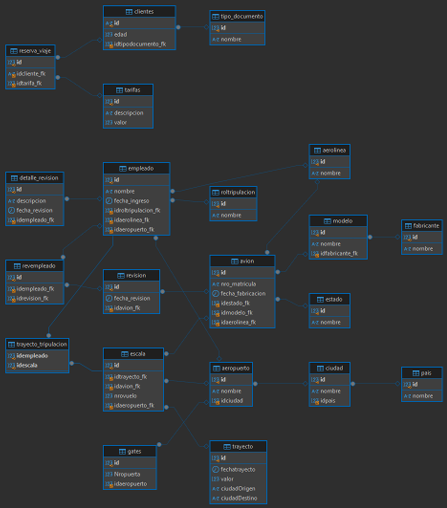 clientes
id
edad
idtipodocumento_fk
tipo_documento
id
nombre
reserva_viaje
id
idcliente_fk
idtarifa_fk
tarifas
id
descripcion
valor
detalle_revision
id
descripcion
fecha_revision
idempleado_fk
empleado
id
nombre
fecha_ingreso
idroltripulacion_fk
idaerolinea_fk
idaeropuerto_fk
roltripulacion
id
nombre
aerolinea
id
nombre
modelo
id
nombre
idfabricante_fk
fabricante
id
nombre
revempleado
id
idempleado_fk
idrevision_fk
revision
id
fecha_revision
idavion_fk
avion
id
nro_matricula
fecha_fabricacion
idestado_fk
idmodelo_fk
idaerolinea_fk
estado
id
nombre
trayecto_tripulacion
idempleado
idescala
escala
id
idtrayecto_fk
idavion_fk
nrovuelo
idaeropuerto_fk
aeropuerto
id
nombre
idciudad
ciudad
id
nombre
idpais
pais
id
nombre
gates
id
Nropuerto
idaeropuerto
trayecto
id
fechatrayecto
valor
ciudadOrigen
ciudadDestino